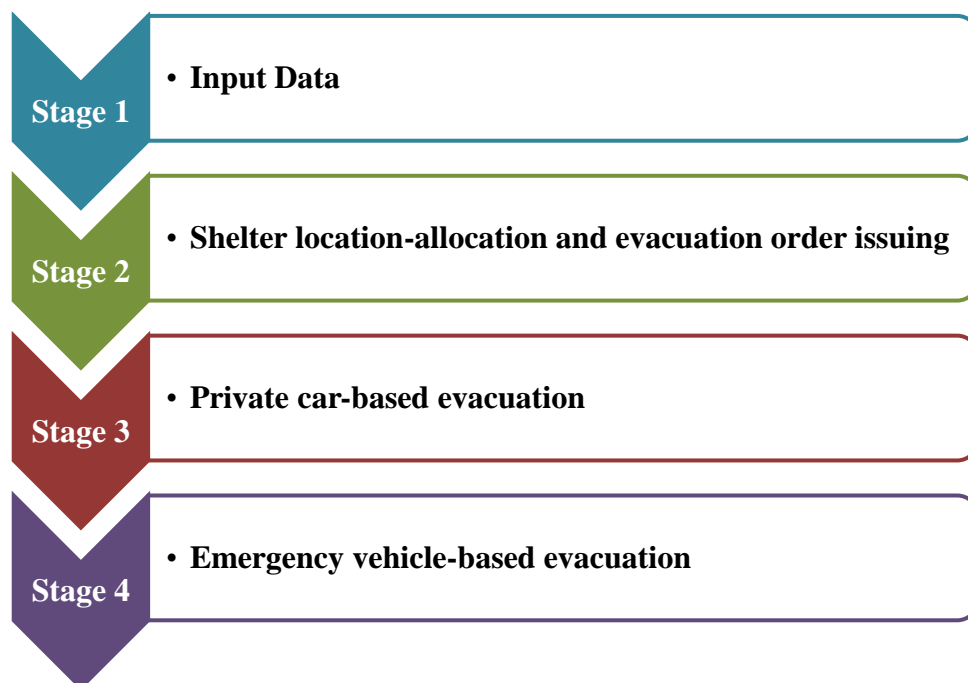 Stage 1
• Input Data
Stage 2
• Shelter location-allocation and evacuation order issuing
Stage 3
• Private car-based evacuation
Stage 4
• Emergency vehicle-based evacuation